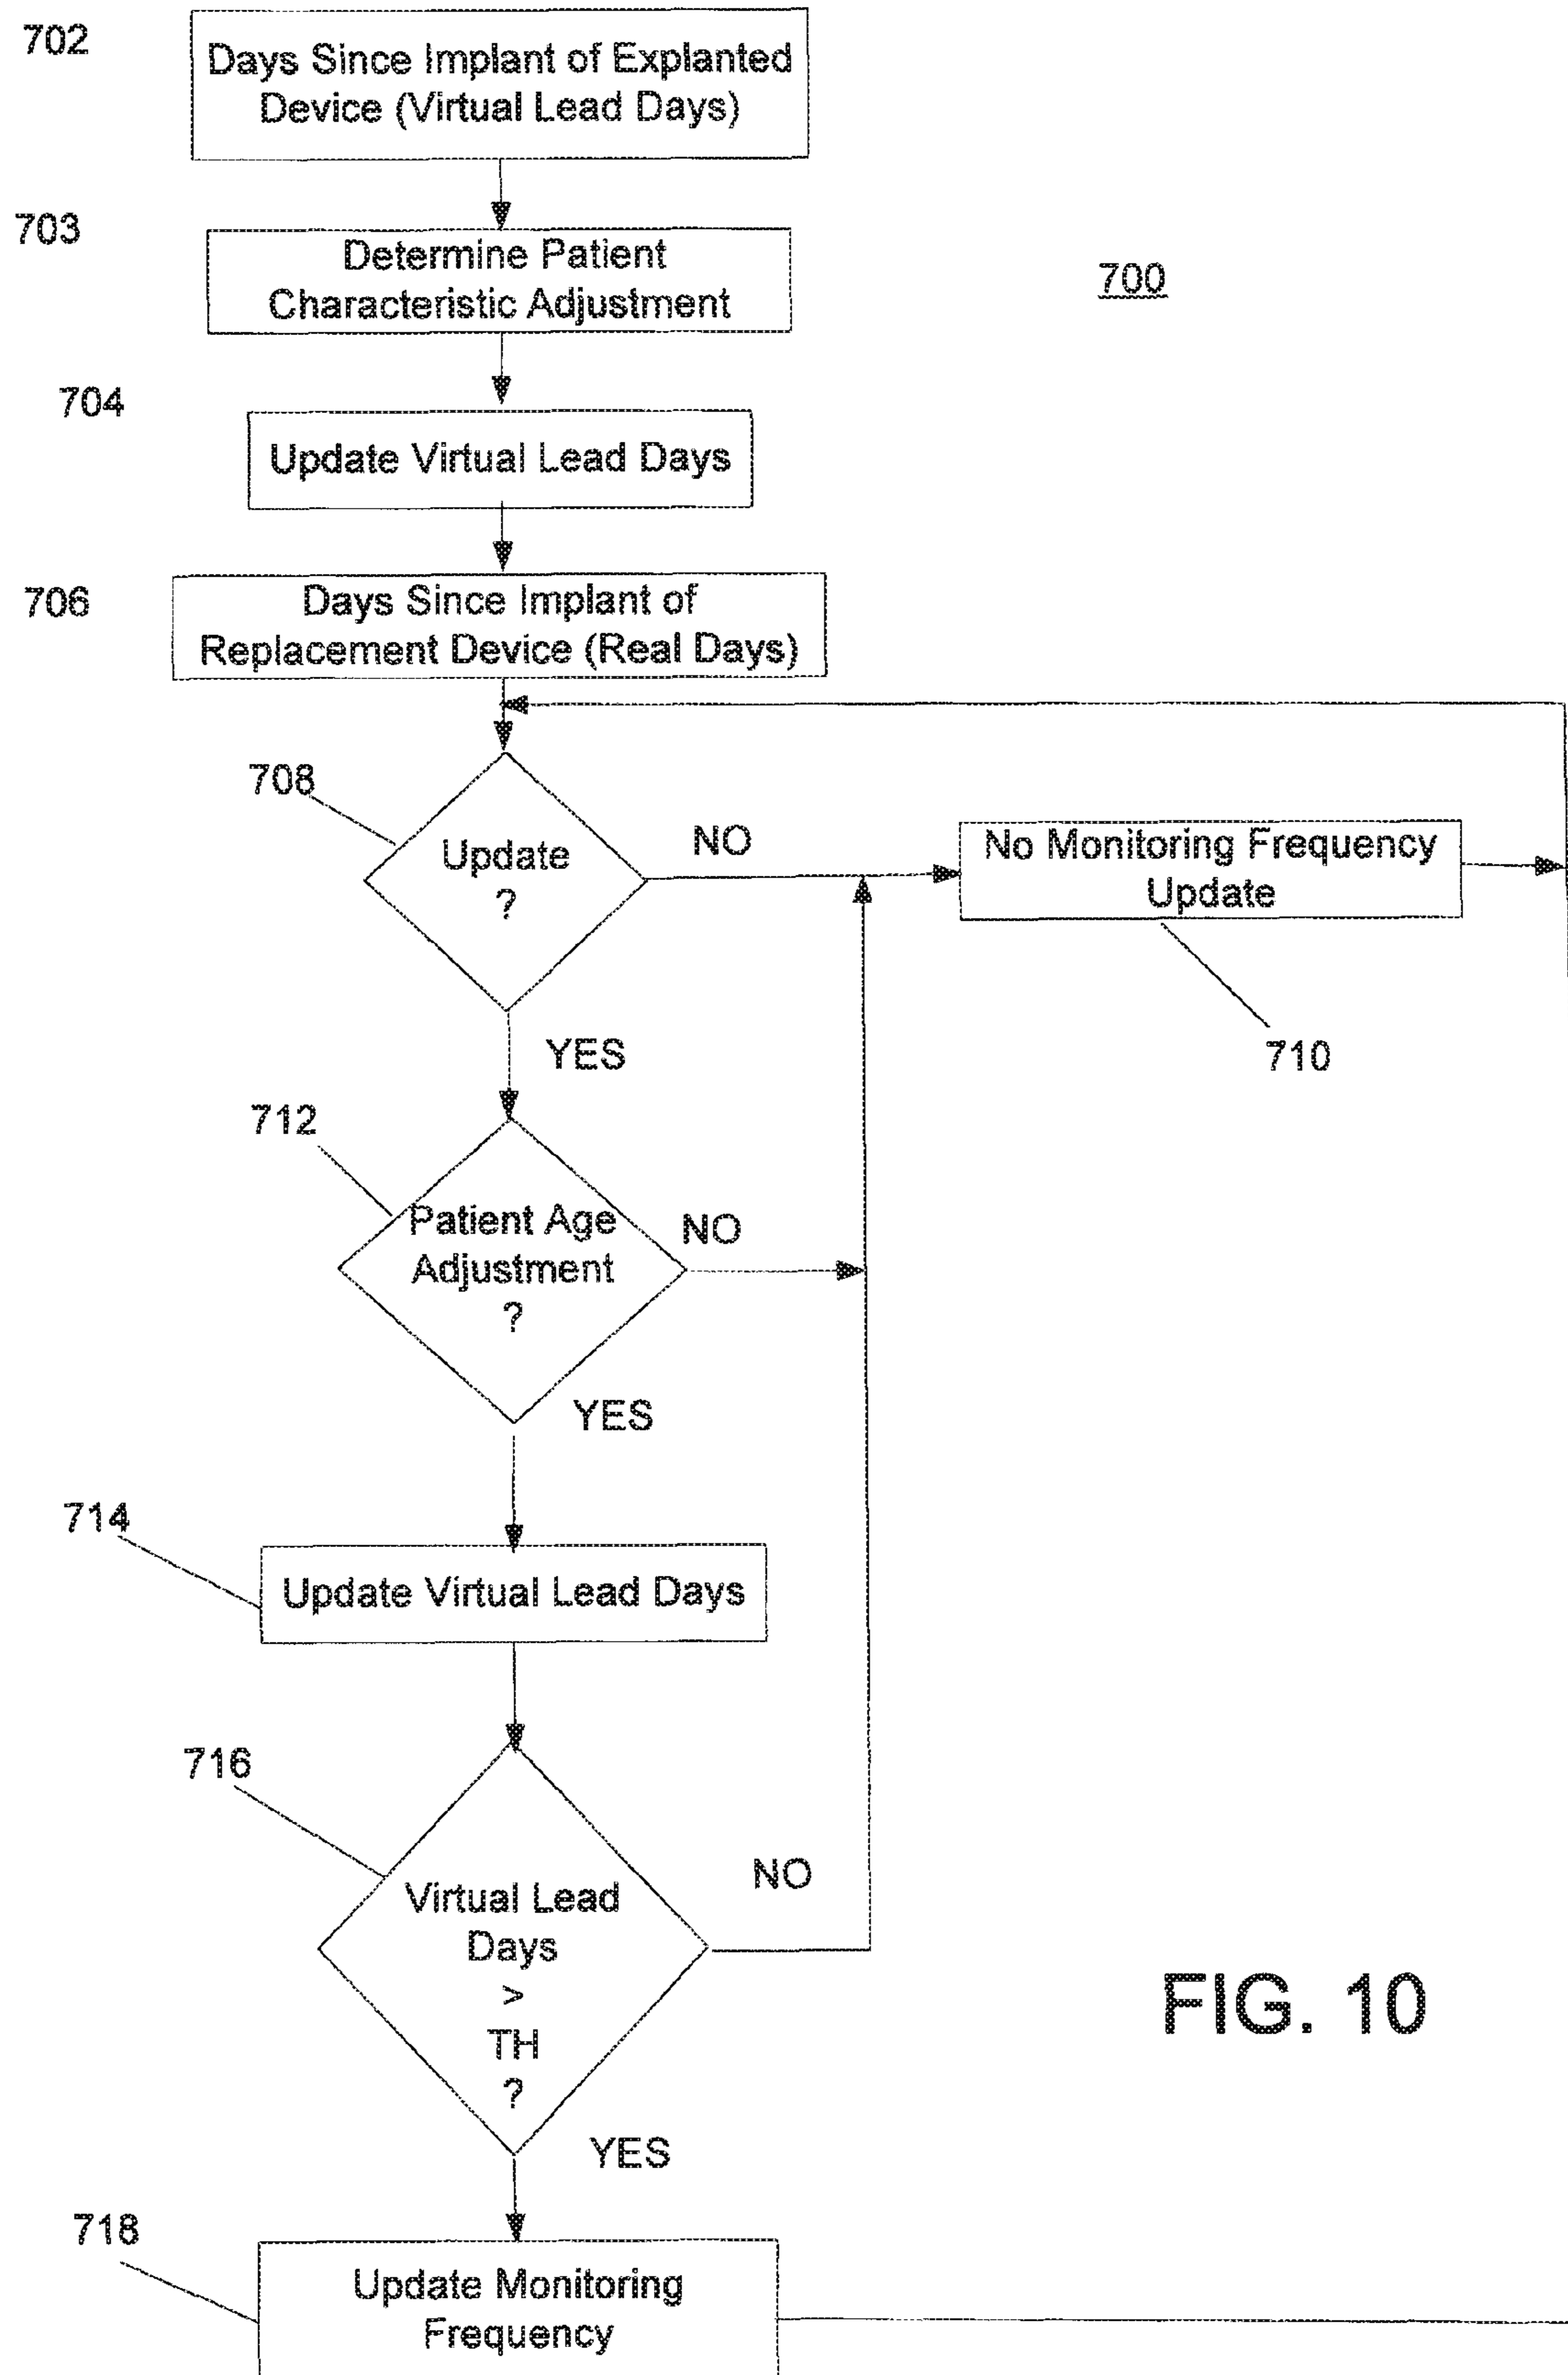 702
Days Since Implant of Explanted
Device (Virtual Lead Days)
703
Determine Patient
Characteristic Adjustment
700
704
Update Virtual Lead Days
706
Days Since Implant of
Replacement Device (Real Days)
708
Update
?
NO
No Monitoring Frequency
Update
710
YES
712
Patient Age
Adjustment
?
NO
YES
714
Update Virtual Lead Days
716
Virtual Lead
Days
>
TH
?
NO
YES
718
Update Monitoring
Frequency
FIG. 10